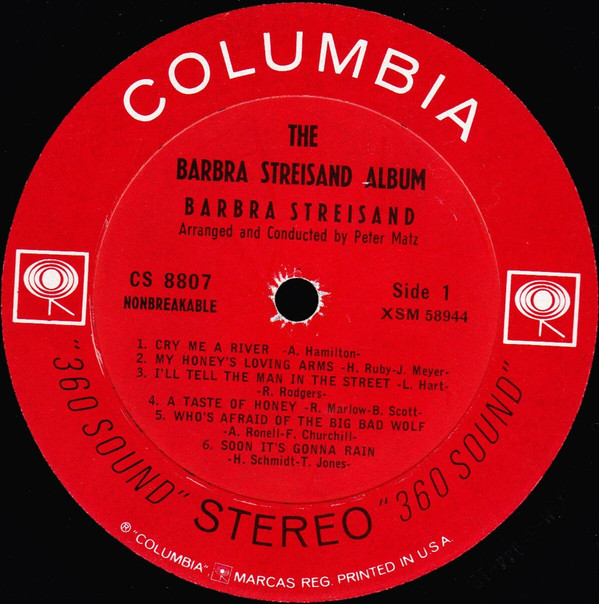 COLUMBIA
THE
BARBRA STREISAND ALBUM
BARBRA STREISAND
Arranged and Conducted by Peter Matz
CS 8807
NONBREAKABLE
Side 1
XSM 58944
1. CRY ME A RIVER -A. Hamilton-
2. MY HONEY'S LOVING ARMS -H. Ruby-J. Meyer-
3. I'LL TELL THE MAN IN THE STREET -L. Hart-
-R. Rodgers-
4. A TASTE OF HONEY -R. Marlow-B. Scott-
5. WHO'S AFRAID OF THE BIG BAD WOLF
-A. Ronell-F. Churchill-
6. SOON IT'S GONNA RAIN
-H. Schmidt-T. Jones-
"360 SOUND" STEREO "360 SOUND"
® "COLUMBIA", MARCAS REG. PRINTED IN U.S.A.